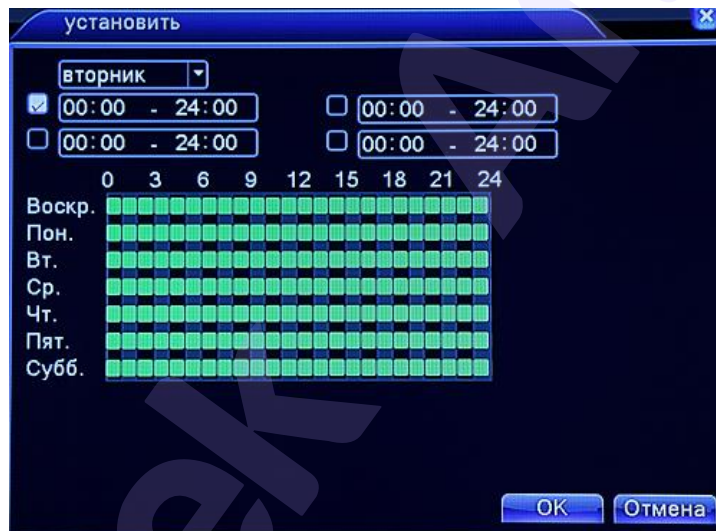 установить
вторник
00:00 - 24:00 00:00 - 24:00
00:00 - 24:00 00:00 - 24:00
0 3 6 9 12 15 18 21 24
Воскр.
Пон.
Вт.
Ср.
Чт.
Пят.
Субб.
OK Отмена